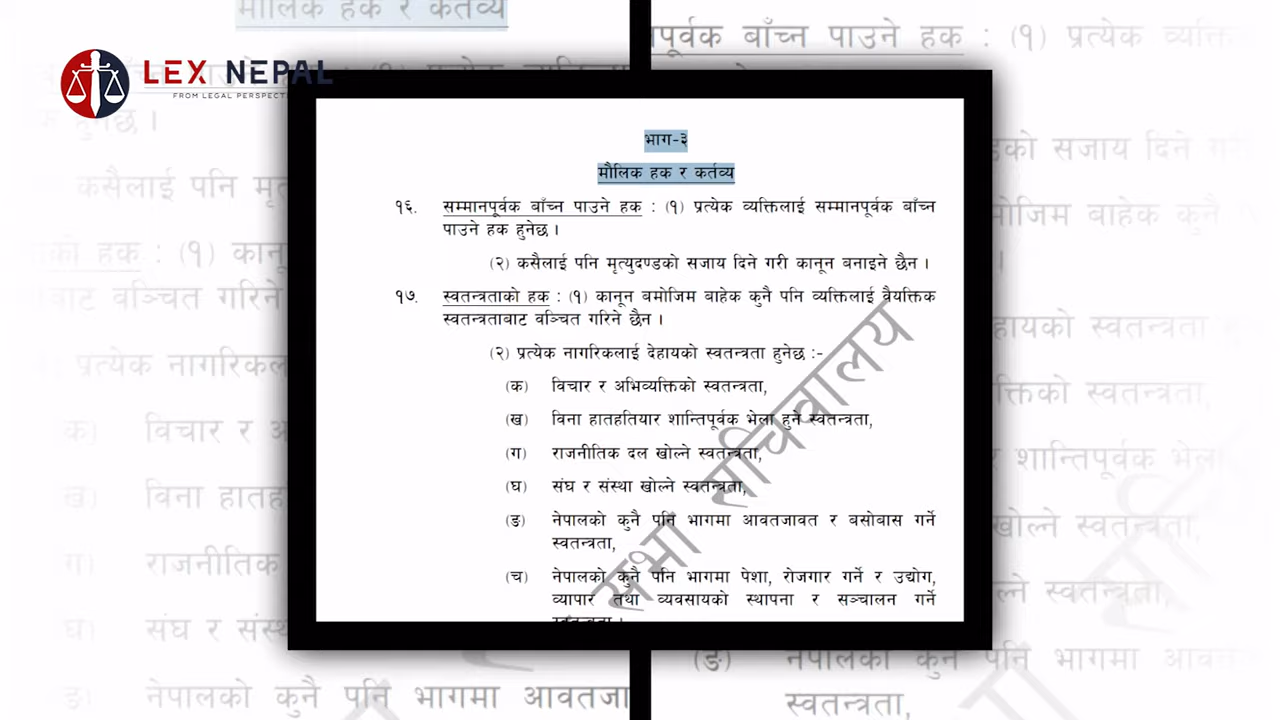 LEX NEPAL
FROM LEGAL PERSPECTI
भाग-३
मौलिक हक र कर्तव्य
१६. सम्मानपूर्वक बाँच्न पाउने हक : (१) प्रत्येक व्यक्तिलाई सम्मानपूर्वक बाँच्न
पाउने हक हुनेछ ।
(२) कसैलाई पनि मृत्युदण्डको सजाय दिने गरी कानून बनाइने छैन ।
१७. स्वतन्त्रताको हक : (१) कानून बमोजिम बाहेक कुनै पनि व्यक्तिलाई वैयक्तिक
स्वतन्त्रताबाट वञ्चित गरिने छैन ।
(२) प्रत्येक नागरिकलाई देहायको स्वतन्त्रता हुनेछ :-
(क) विचार र अभिव्यक्तिको स्वतन्त्रता,
(ख) विना हातहतियार शान्तिपूर्वक भेला हुने स्वतन्त्रता,
(ग) राजनीतिक दल खोल्ने स्वतन्त्रता,
(घ) संघ र संस्था खोल्ने स्वतन्त्रता,
(ङ) नेपालको कुनै पनि भागमा आवतजावत र बसोबास गर्ने
स्वतन्त्रता,
(च) नेपालको कुनै पनि भागमा पेशा, रोजगार गर्ने र उद्योग,
व्यापार तथा व्यवसायको स्थापना र सञ्चालन गर्ने
सभा सचिवालय